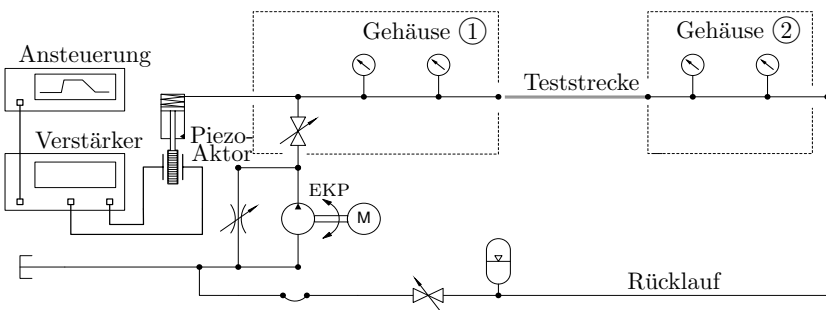 Ansteuerung
Verstärker
Piezo-
Aktor
Gehäuse 1
Teststrecke
Gehäuse 2
EKP
M
Rücklauf